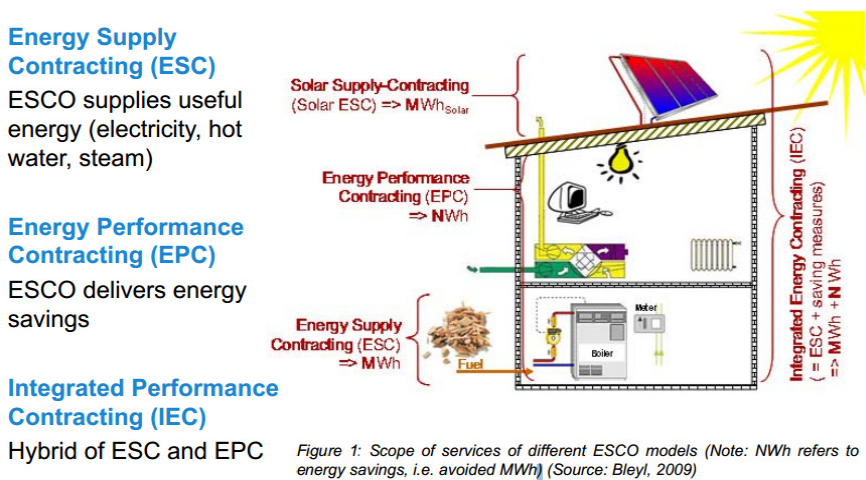 Energy Supply
Contracting (ESC)
ESCO supplies useful
energy (electricity, hot
water, steam)
Energy Performance
Contracting (EPC)
ESCO delivers energy
savings
Integrated Performance
Contracting (IEC)
Hybrid of ESC and EPC
Solar Supply-Contracting
(Solar ESC) => MWhSolar
Energy Performance
Contracting (EPC)
=> NWh
Energy Supply
Contracting (ESC)
=> MWh
Fuel
Boiler
Meter
Integrated Energy Contracting (IEC)
( = ESC + saving measures)
=> MWh + N Wh
Figure 1: Scope of services of different ESCO models (Note: NWh refers to
energy savings, i.e. avoided MWh) (Source: Bleyl, 2009)